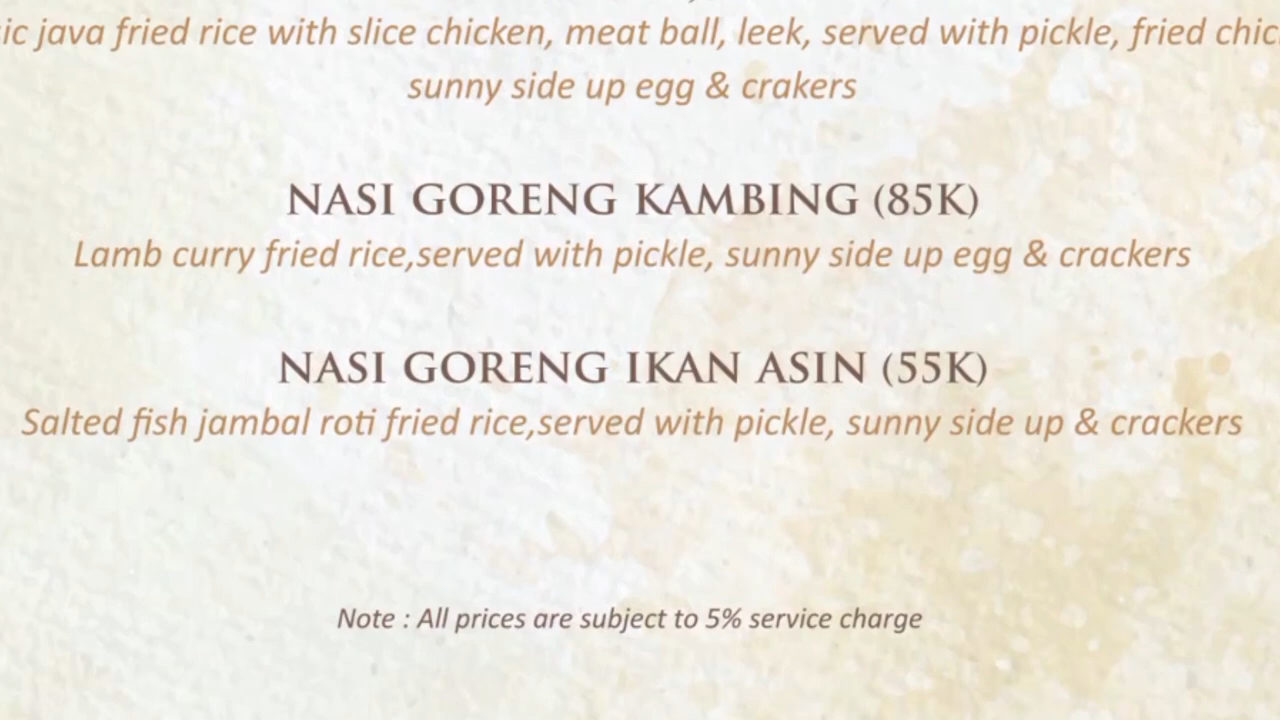 java fried rice with slice chicken, meat ball, leek, served with pickle, fried
sunny side up egg & crakers
NASI GORENG KAMBING (85K)
Lamb curry fried rice,served with pickle, sunny side up egg & crackers
NASI GORENG IKAN ASIN (55K)
Salted fish jambal roti fried rice,served with pickle, sunny side up & crackers
Note : All prices are subject to 5% service charge